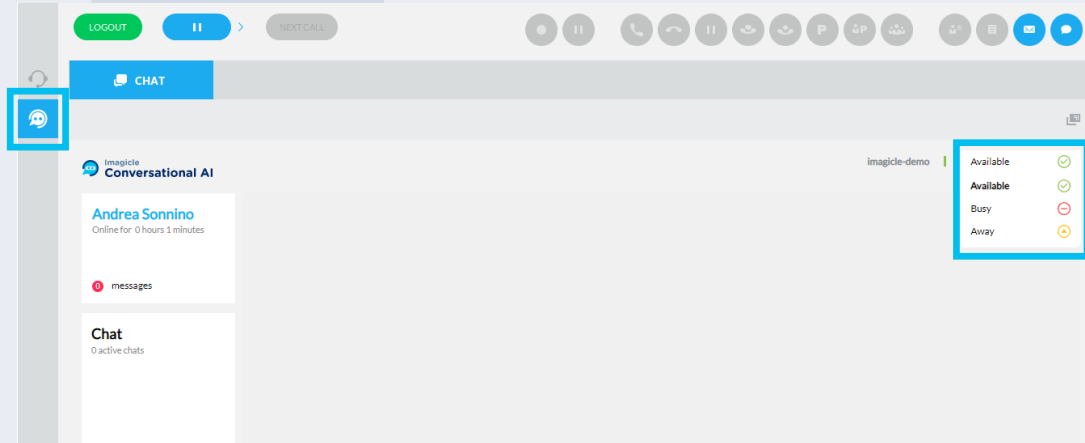 LOGOUT
NEXT CALL
P
P
CHAT
imagicle
Conversational AI
imagicle-demo
Available
Available
Busy
Away
Andrea Sonnino
Online for 0 hours 1 minutes
0 messages
Chat
0 active chats